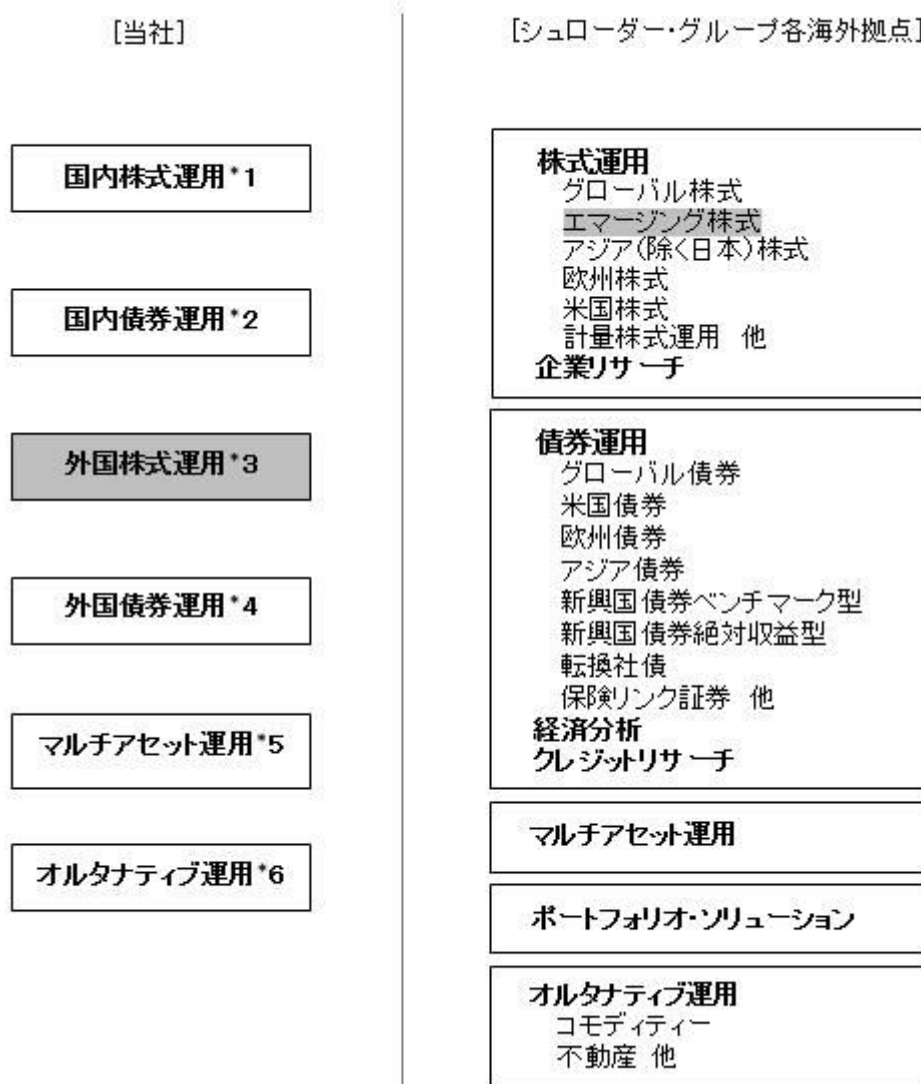 [当社]
国内株式運用*1
国内債券運用*2
外国株式運用*3
外国債券運用*4
マルチアセット運用*5
オルタナティブ運用*6
[シュローダー・グループ各海外拠点]
株式運用
グローバル株式
エマージング株式
アジア(除く日本)株式
欧州株式
米国株式
計量株式運用 他
企業リサーチ
債券運用
グローバル債券
米国債券
欧州債券
アジア債券
新興国債券ベンチマーク型
新興国債券絶対収益型
転換社債
保険リンク証券 他
経済分析
クレジットリサーチ
マルチアセット運用
ポートフォリオ・ソリューション
オルタナティブ運用
コモディティー
不動産 他